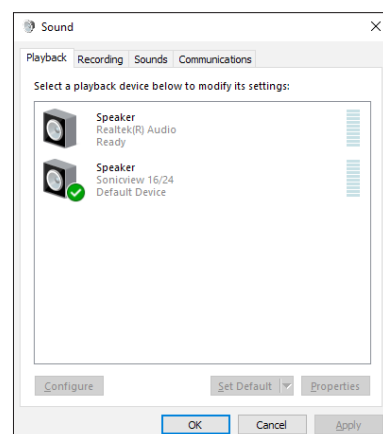 Sound
Playback Recording Sounds Communications
Select a playback device below to modify its settings:
Speaker
Realtek(R) Audio
Ready
Speaker
Sonicview 16/24
Default Device
Configure Set Default Properties
OK Cancel Apply